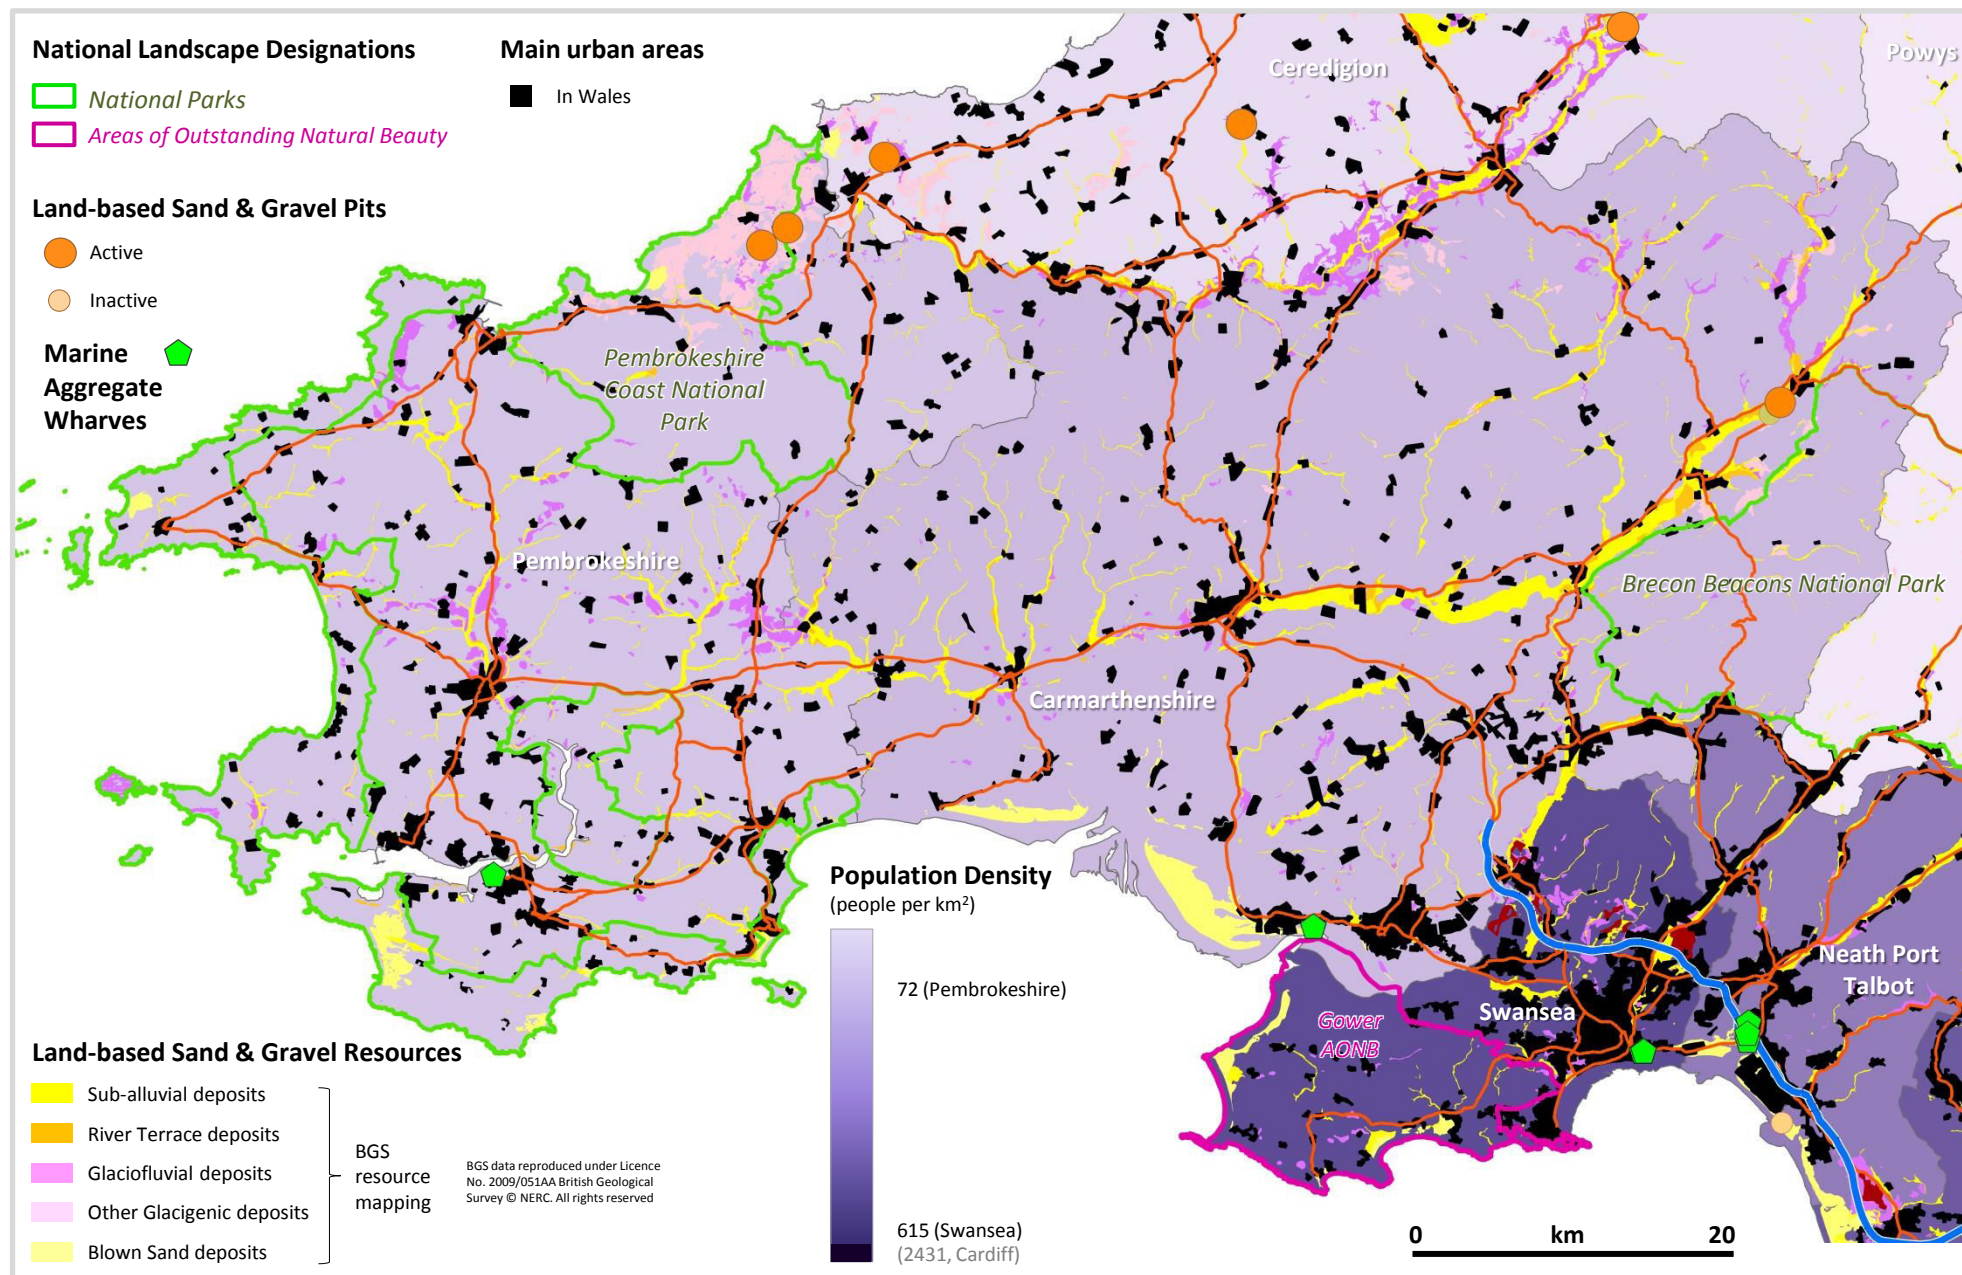 National Landscape Designations
National Parks
Areas of Outstanding Natural Beauty
Main urban areas
In Wales
Land-based Sand & Gravel Pits
Active
Inactive
Marine
Aggregate
Wharves
Ceredigion
Powys
Pembrokeshire
Coast National
Park
Pembrokeshire
Brecon Beacons National Park
Carmarthenshire
Population Density
(people per km²)
72 (Pembrokeshire)
615 (Swansea)
(2431, Cardiff)
Gower
AONB
Swansea
Neath Port
Talbot
Land-based Sand & Gravel Resources
Sub-alluvial deposits
River Terrace deposits
Glaciofluvial deposits
Other Glacigenic deposits
Blown Sand deposits
BGS
resource
mapping
BGS data reproduced under Licence
No. 2009/051AA British Geological
Survey © NERC. All rights reserved
0 km 20